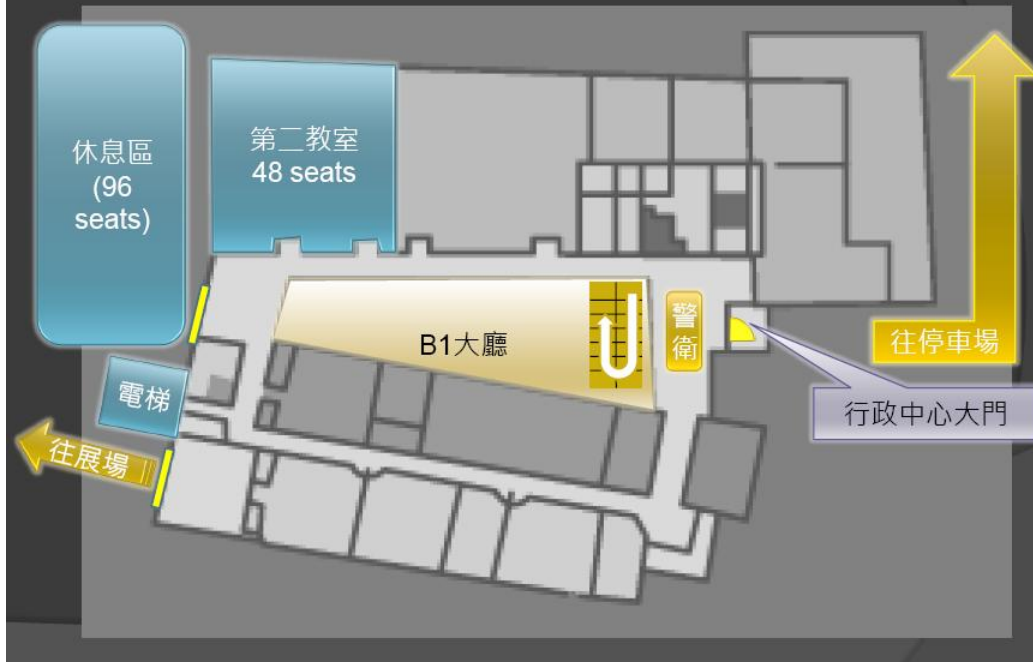 休息區
(96
seats)
第二教室
48 seats
B1大廳
警
衛
往停車場
行政中心大門
電梯
往展場